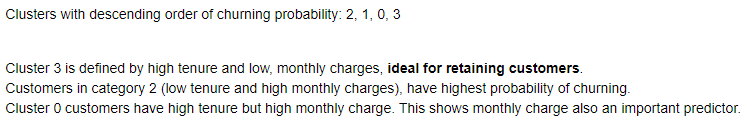 Clusters with descending order of churning probability: 2, 1, 0, 3
Cluster 3 is defined by high tenure and low, monthly charges, ideal for retaining customers.
Customers in category 2 (low tenure and high monthly charges), have highest probability of churning.
Cluster 0 customers have high tenure but high monthly charge. This shows monthly charge also an important predictor.